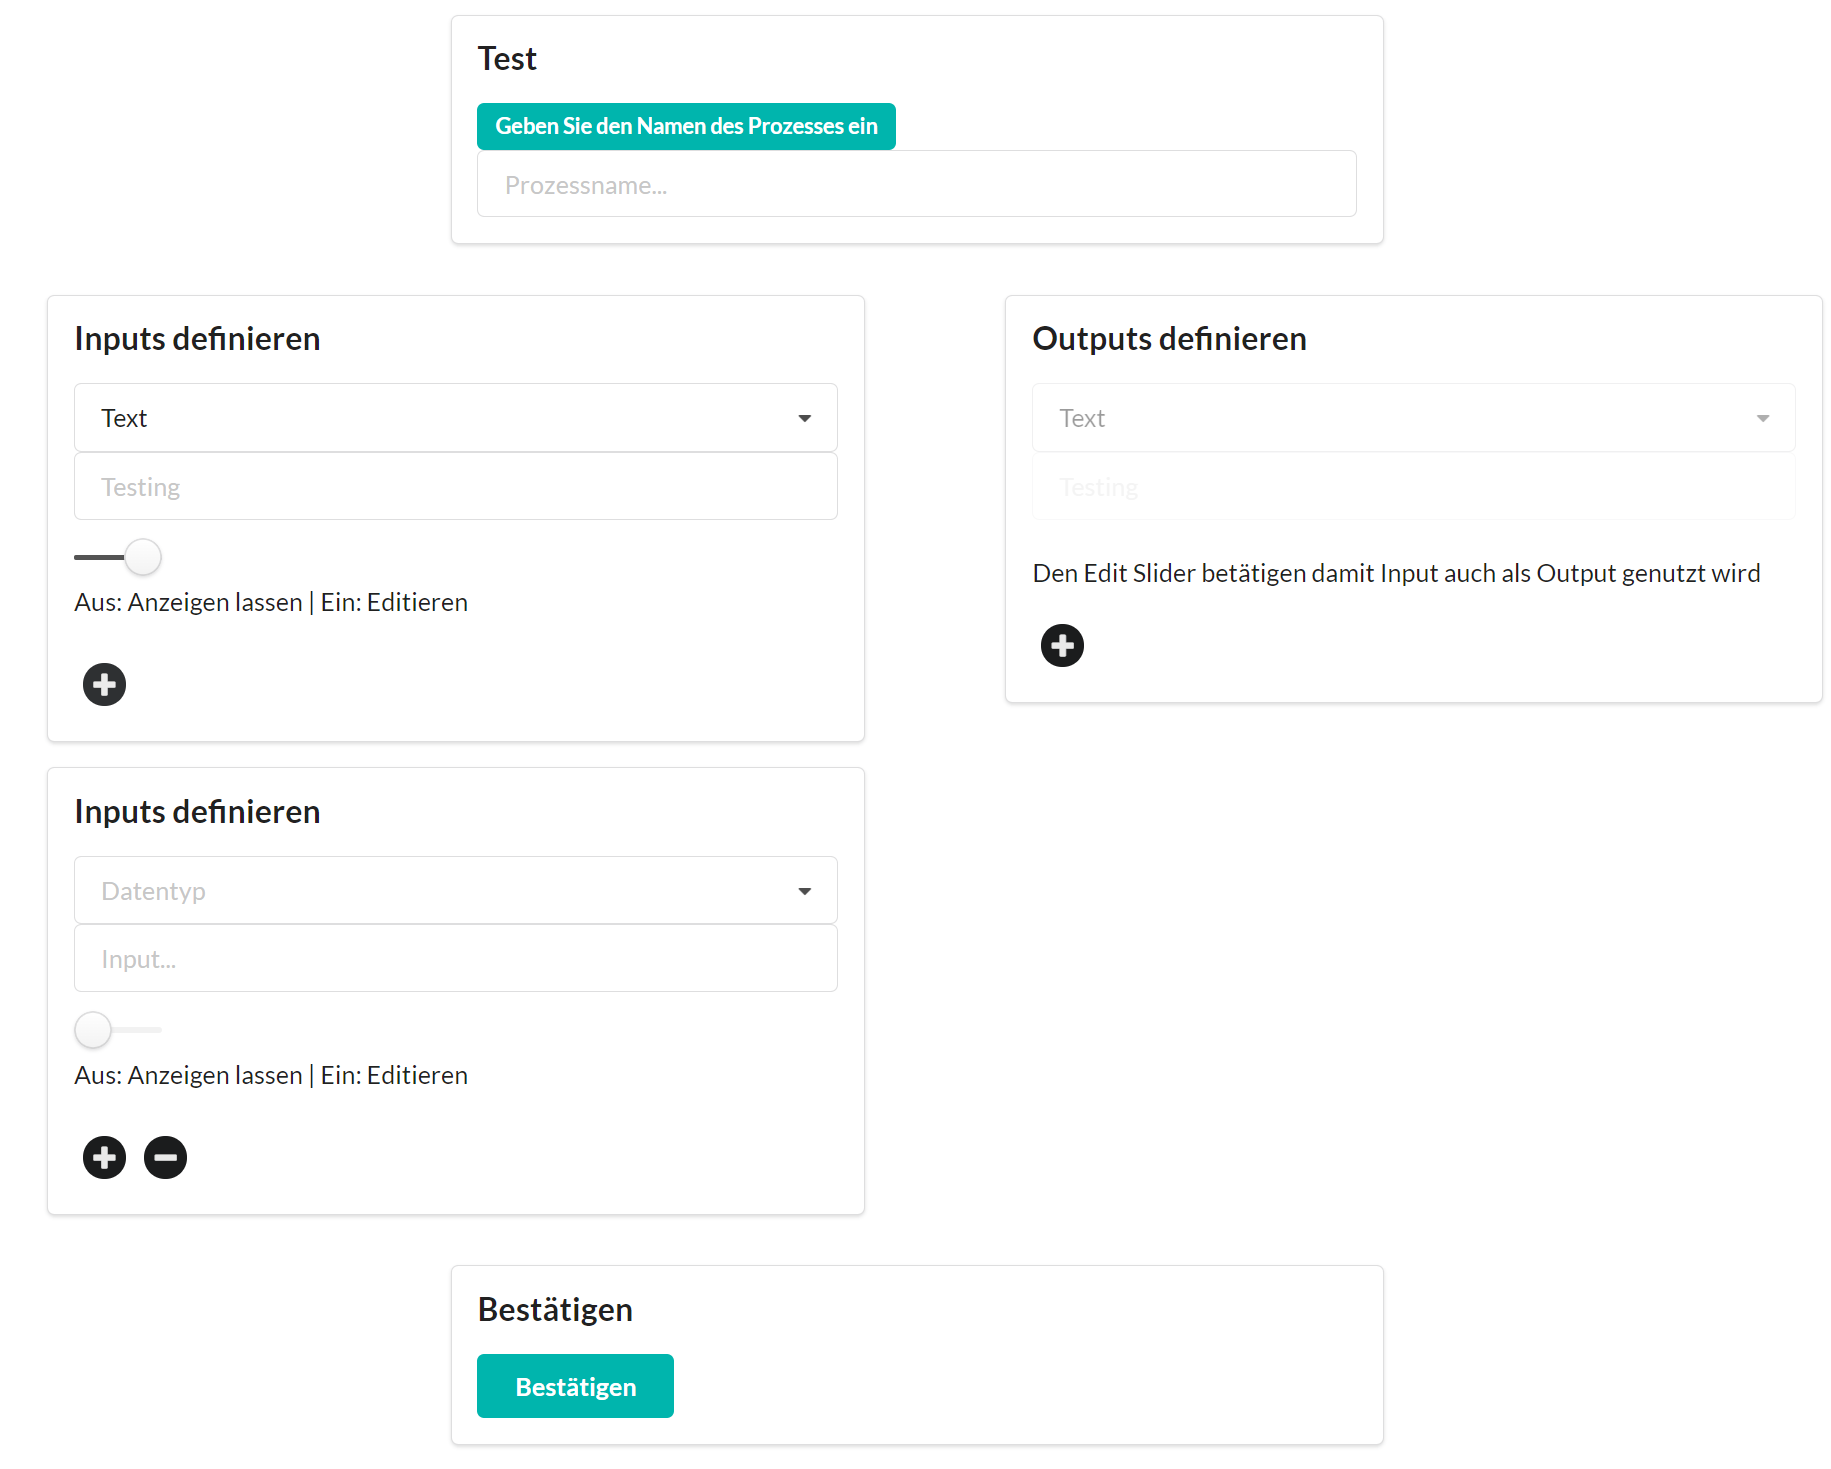 Test
Geben Sie den Namen des Prozesses ein
Prozessname...
Inputs definieren
Text
Testing
Aus: Anzeigen lassen | Ein: Editieren
Outputs definieren
Text
Testing
Den Edit Slider betätigen damit Input auch als Output genutzt wird
Inputs definieren
Datentyp
Input...
Aus: Anzeigen lassen | Ein: Editieren
Bestätigen
Bestätigen